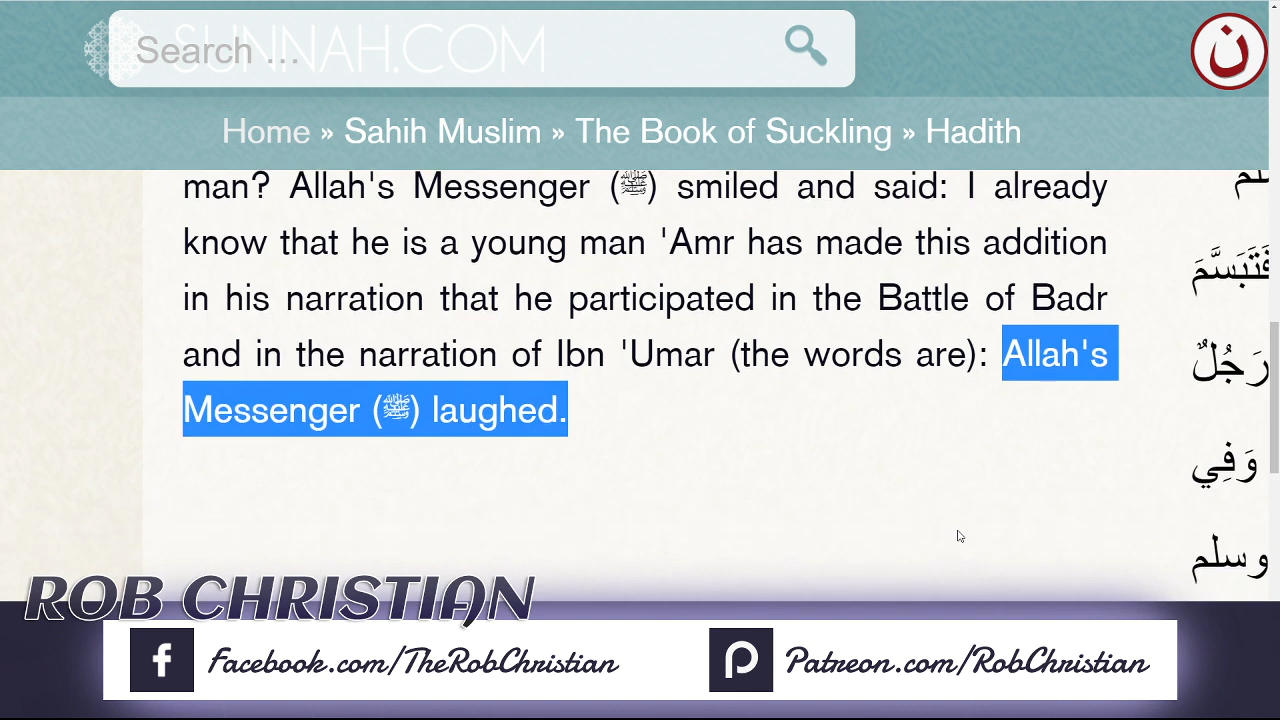 SUNNAH.COM
Search ...
ن
Home » Sahih Muslim » The Book of Suckling » Hadith
man? Allah's Messenger (ﷺ) smiled and said: I already
know that he is a young man 'Amr has made this addition
in his narration that he participated in the Battle of Badr
and in the narration of Ibn 'Umar (the words are): Allah's
Messenger (ﷺ) laughed.
فَتَبَسَّمَ
رَجُلٌ
وَفِي
وسلم
ROB CHRISTIAN
Facebook.com/TheRobChristian
Patreon.com/RobChristian